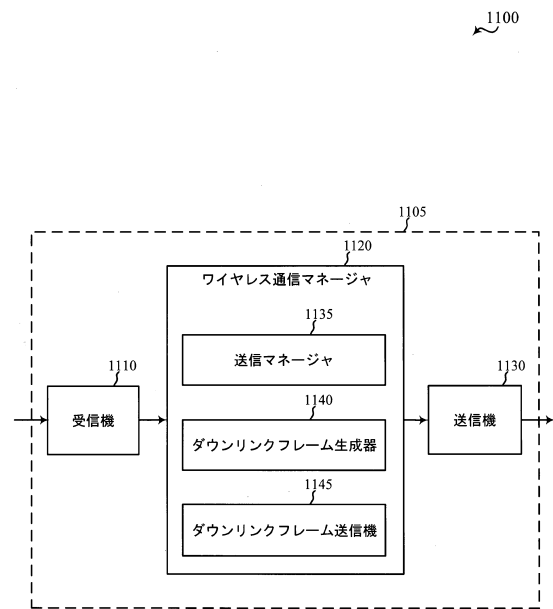 1100
1105
1120
ワイヤレス通信マネージャ
1135
送信マネージャ
1110
受信機
1130
送信機
1140
ダウンリンクフレーム生成器
1145
ダウンリンクフレーム送信機